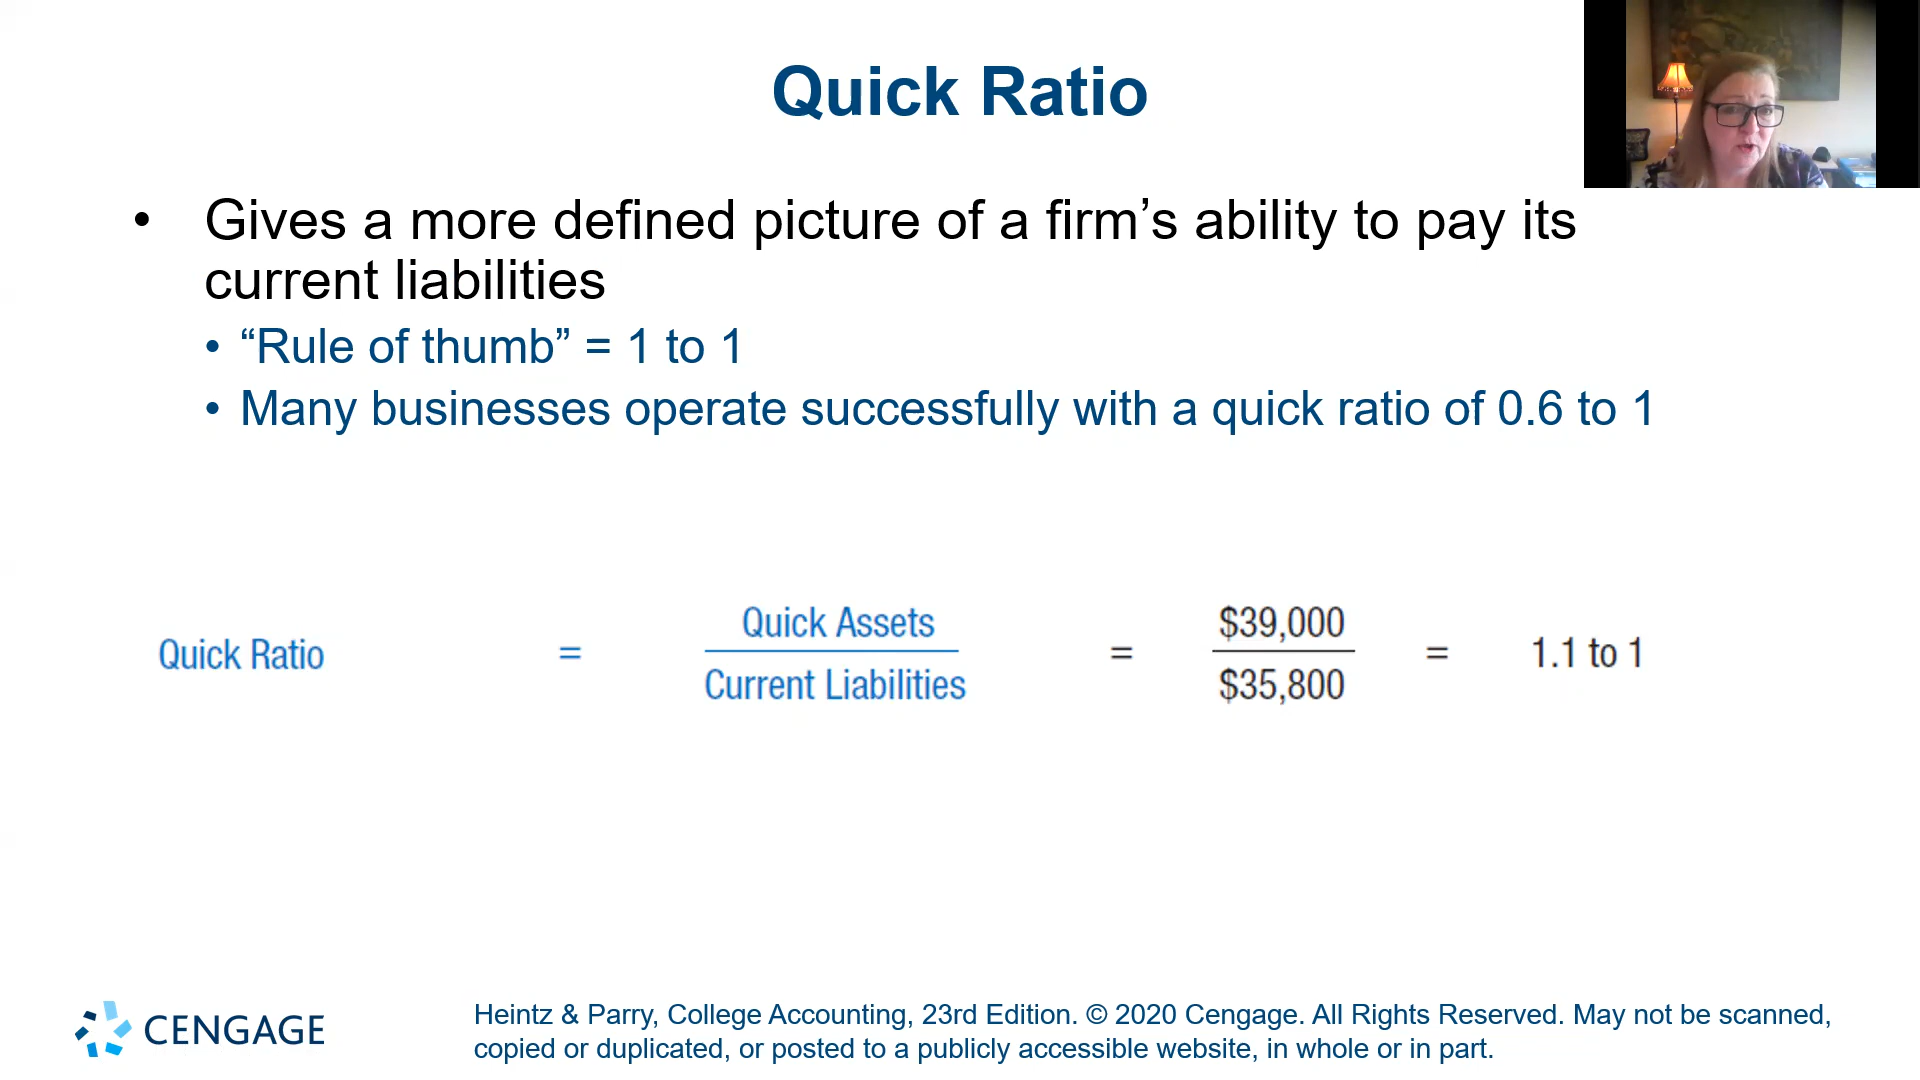 Quick Ratio
• Gives a more defined picture of a firm’s ability to pay its
current liabilities
• “Rule of thumb” = 1 to 1
• Many businesses operate successfully with a quick ratio of 0.6 to 1
Quick Ratio = Quick Assets = $39,000 = 1.1 to 1
Current Liabilities $35,800
CENGAGE
Heintz & Parry, College Accounting, 23rd Edition. © 2020 Cengage. All Rights Reserved. May not be scanned,
copied or duplicated, or posted to a publicly accessible website, in whole or in part.